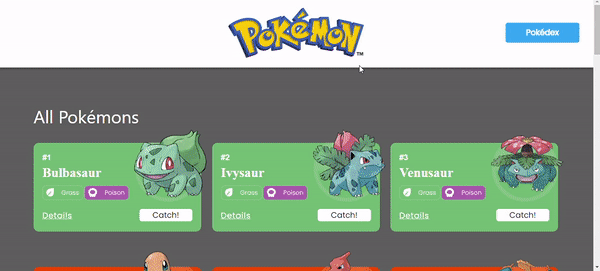 POKéMON™
Pokédex
All Pokémons
#1
Bulbasaur
Grass Poison
Details Catch!
#2
Ivysaur
Grass Poison
Details Catch!
#3
Venusaur
Grass Poison
Details Catch!